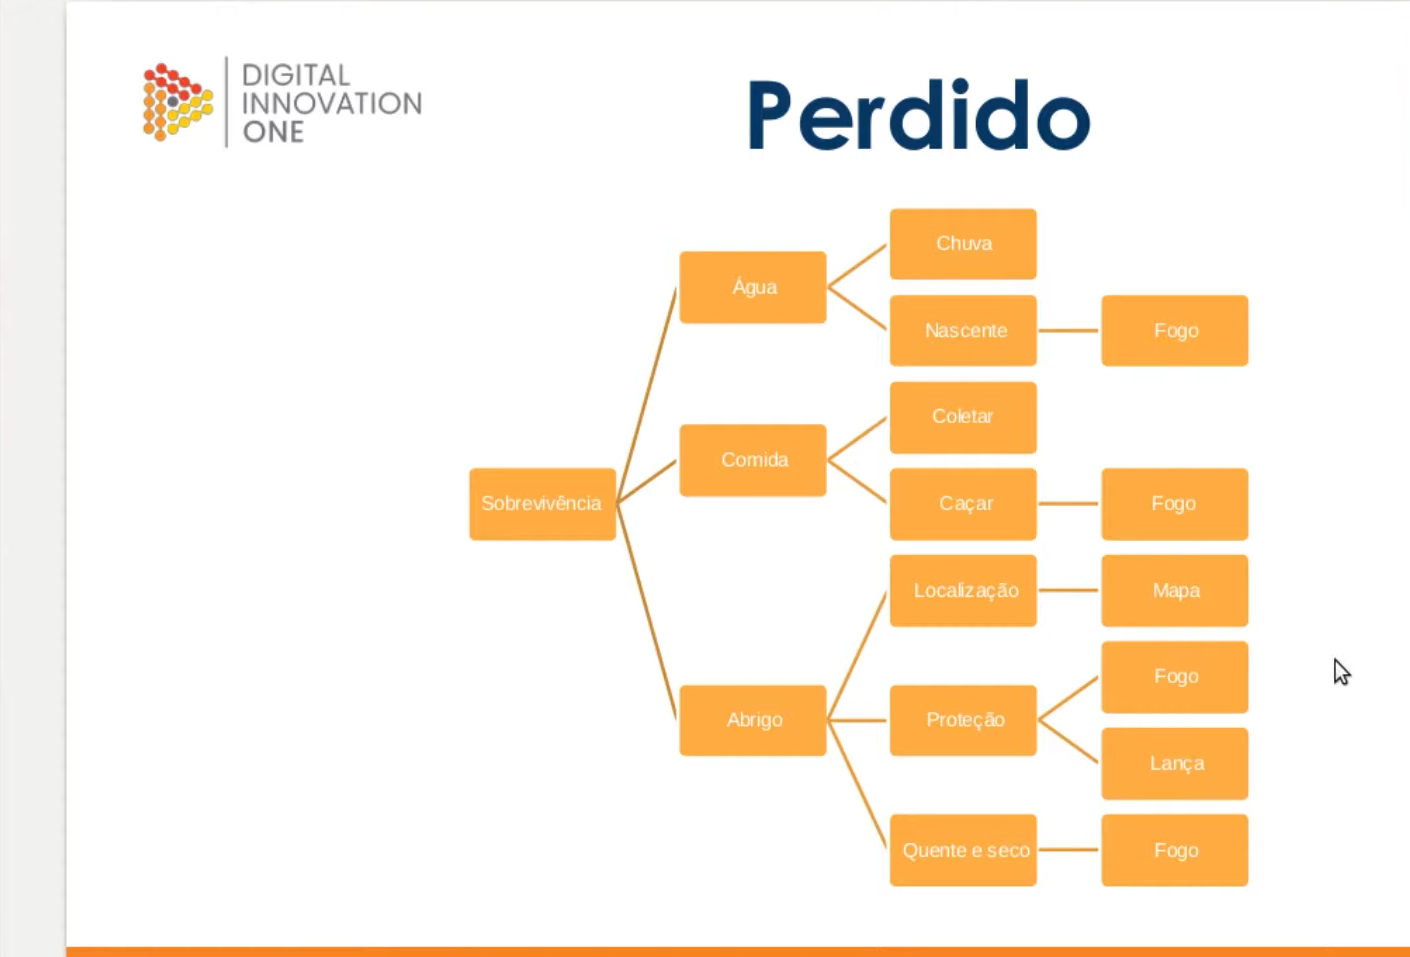 DIGITAL
INNOVATION
ONE
Perdido
Sobrevivência
Água
Chuva
Nascente
Fogo
Comida
Coletar
Caçar
Fogo
Abrigo
Localização
Mapa
Proteção
Fogo
Lança
Quente e seco
Fogo